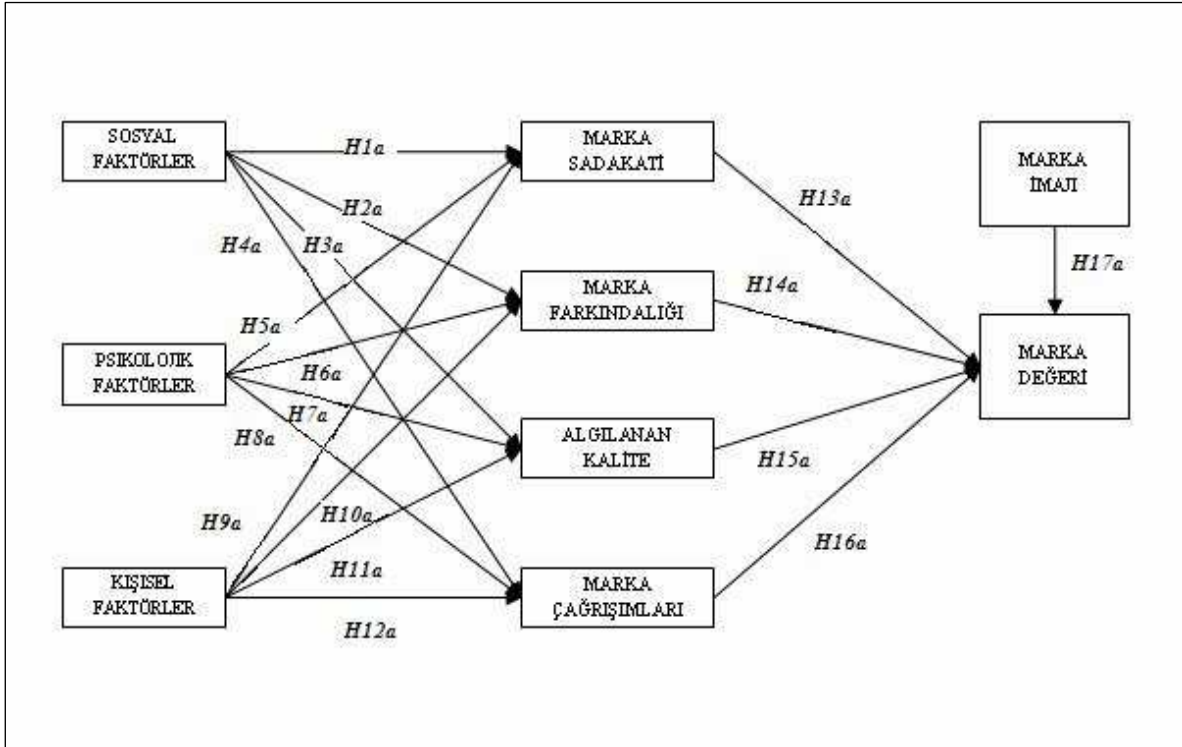 SOSYAL
FAKTÖRLER
H1a
MARKA
SADAKATİ
MARKA
İMAJI
H2a
H13a
H4a
H3a
H17a
MARKA
FARKINDALIĞI
H14a
H5a
PSIKOLOJIK
FAKTÖRLER
MARKA
DEĞERİ
H6a
H7a
H8a
ALGILANAN
KALİTE
H15a
H9a
H10a
H16a
H11a
KIŞISEL
FAKTÖRLER
MARKA
ÇAĞRIŞIMLARI
H12a